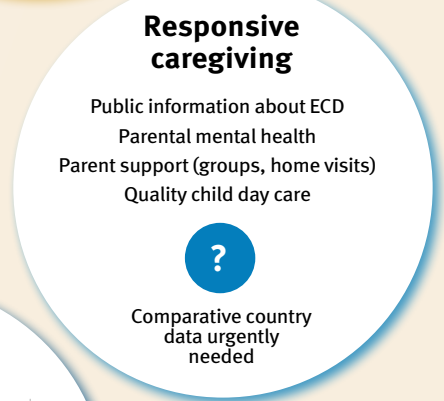 Responsive
caregiving
Public information about ECD
Parental mental health
Parent support (groups, home visits)
Quality child day care
?
Comparative country
data urgently
needed